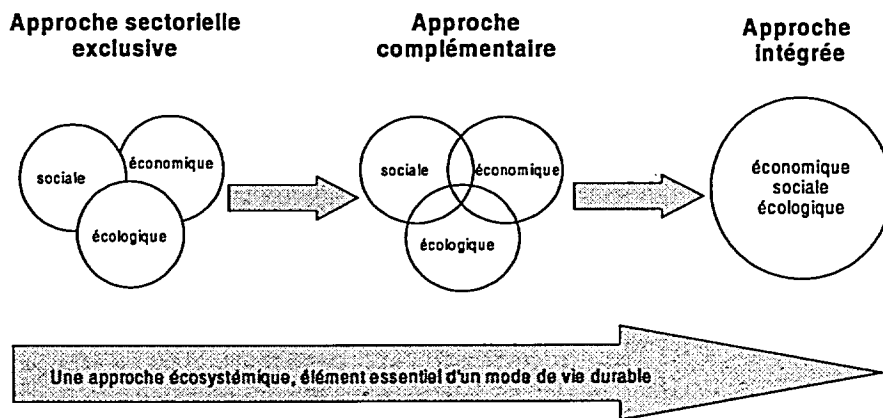 Approche sectorielle
exclusive
Approche
complémentaire
Approche
intégrée
sociale
économique
écologique
sociale
économique
écologique
économique
sociale
écologique
Une approche écosystémique, élément essentiel d'un mode de vie durable